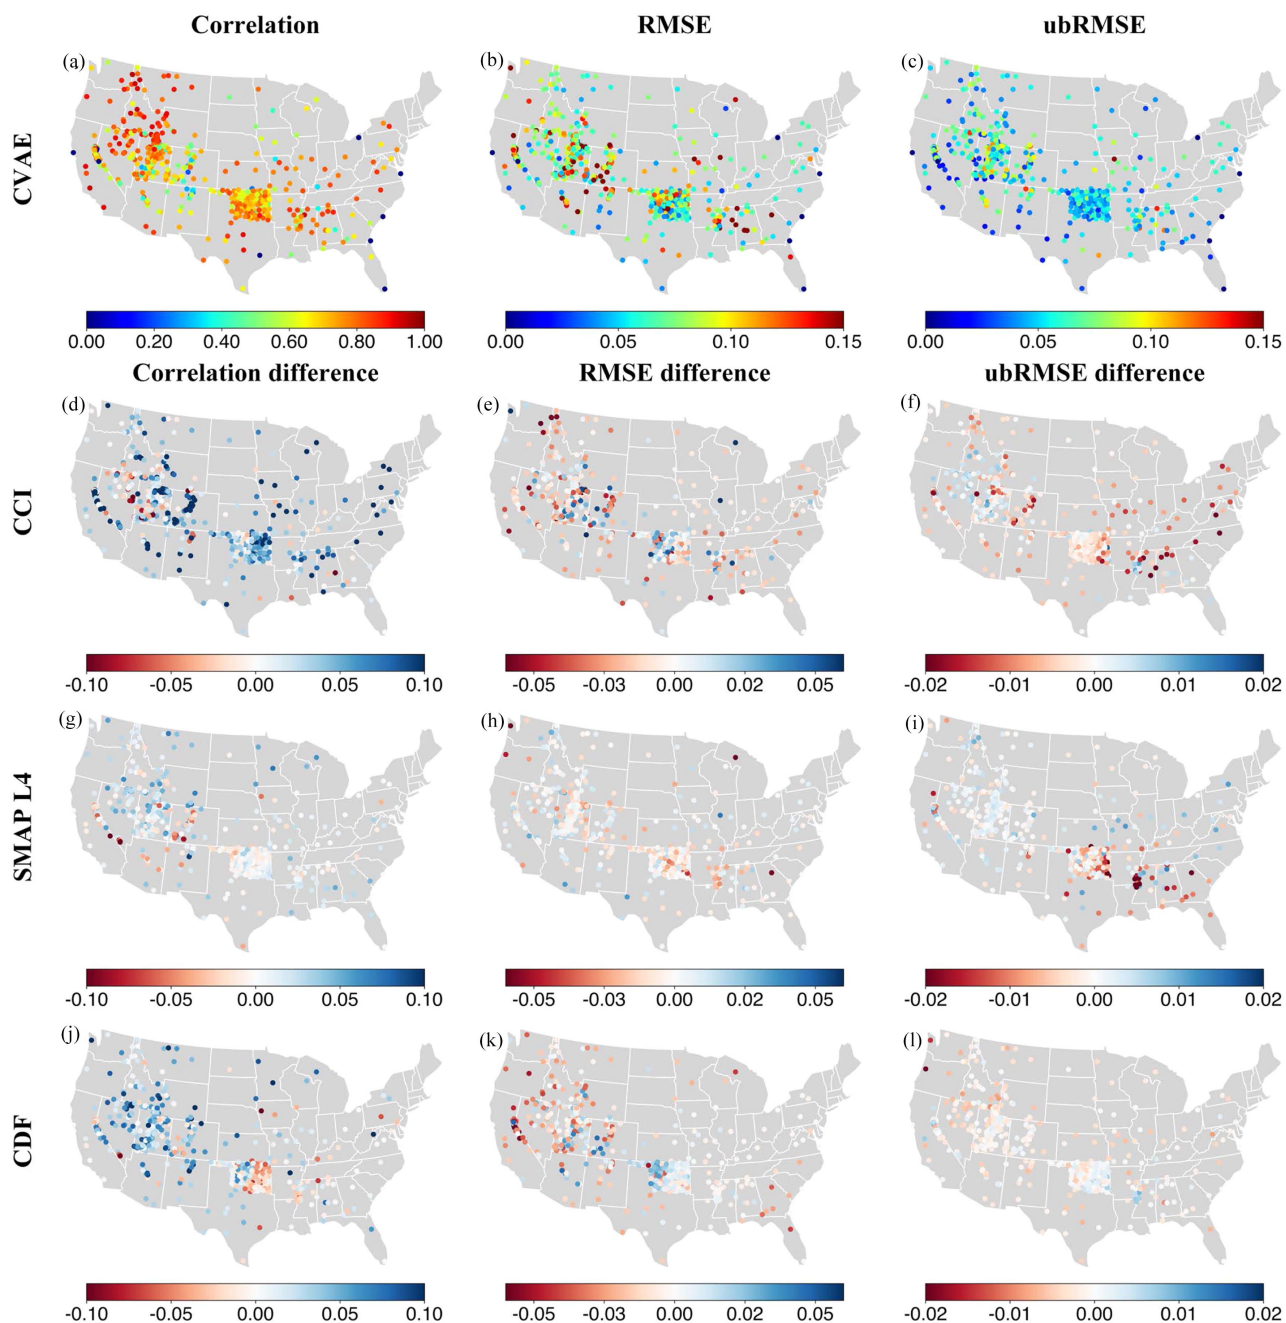 Correlation RMSE ubRMSE
CVAE
(a) (b) (c)
0.00 0.20 0.40 0.65 0.80 1.00
0.00 0.05 0.10 0.15
0.00 0.05 0.10 0.15
Correlation difference RMSE difference ubRMSE difference
CCI
(d) (e) (f)
-0.10 -0.05 0.00 0.05 0.10
-0.05 -0.03 0.00 0.02 0.05
-0.02 -0.01 0.00 0.01 0.02
SMAP L4
(g) (h) (i)
-0.10 -0.05 0.00 0.05 0.10
-0.05 -0.03 0.00 0.02 0.05
-0.02 -0.01 0.00 0.01 0.02
CDF
(j) (k) (l)
-0.10 -0.05 0.00 0.05 0.10
-0.05 -0.03 0.00 0.02 0.05
-0.02 -0.01 0.00 0.01 0.02